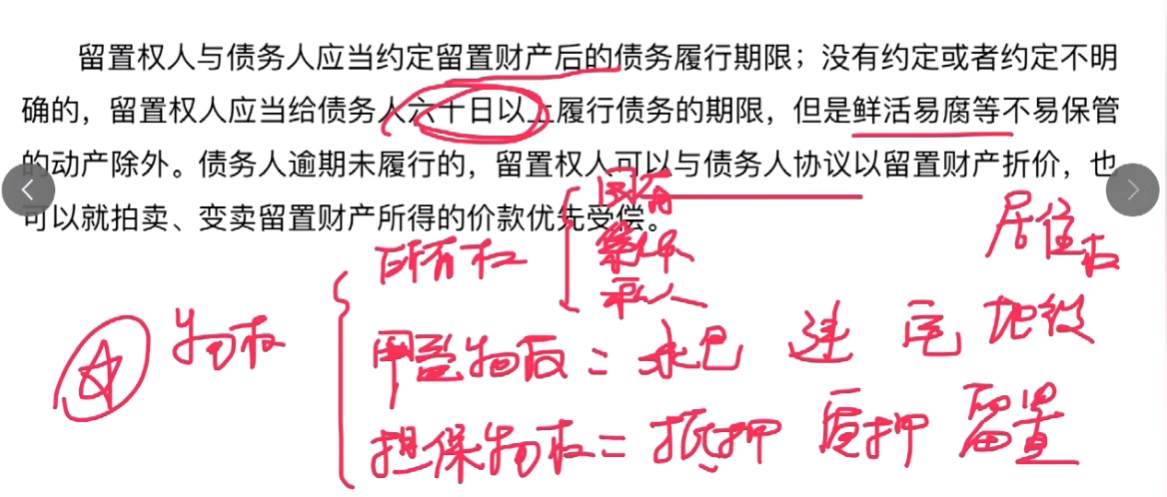 留置权人与债务人应当约定留置财产后的债务履行期限；没有约定或者约定不明
确的，留置权人应当给债务人六十日以上履行债务的期限，但是鲜活易腐等不易保管
的动产除外。债务人逾期未履行的，留置权人可以与债务人协议以留置财产折价，也
可以就拍卖、变卖留置财产所得的价款优先受偿。
国有
集体
私人
所有权
居住权
物权
用益物权＝ 承包 建 宅 地役
担保物权＝ 抵押 质押 留置